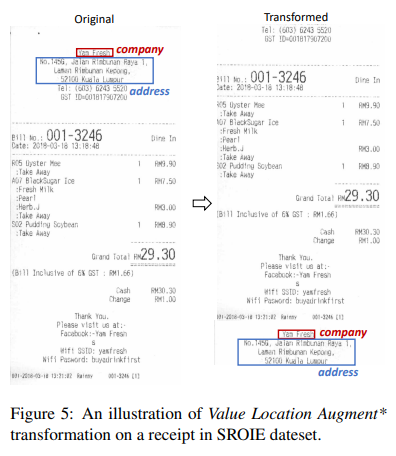 Original
Yam Fresh company
No.145G, Jalan Rimbunan Raya 1,
Laman Rimbunan Kepong,
52100 Kuala Lumpur
address
Tel: (603) 6243 5520
GST ID=001817907200
Bill No.: 001-3246 Dine In
Date: 2018-03-18 13:18:48
R05 Oyster Mee 1 RM9.90
:Take Away
A07 BlackSugar Ice 1 RM7.50
:Fresh Milk
:Pearl
:Herb.J RM3.00
:Take Away
S02 Pudding Soybean 1 RM8.90
:Take Away
Grand Total RM29.30
(Bill Inclusive of 6% GST : RM1.66)
Cash RM30.30
Change RM1.00
Thank You.
Please visit us at:-
Facebook:-Yam Fresh
&
Wifi SSID: yamfresh
Wifi Pasword: buyadrinkfirst
001-2018-03-18 13:21:02 Rainny 001-3246 [X]
Transformed
Tel: (603) 6243 5520
GST ID=001817907200
Bill No.: 001-3246 Dine In
Date: 2018-03-18 13:18:48
R05 Oyster Mee 1 RM9.90
:Take Away
A07 BlackSugar Ice 1 RM7.50
:Fresh Milk
:Pearl
:Herb.J RM3.00
:Take Away
S02 Pudding Soybean 1 RM8.90
:Take Away
Grand Total RM29.30
(Bill Inclusive of 6% GST : RM1.66)
Cash RM30.30
Change RM1.00
Thank You.
Please visit us at:-
Facebook:-Yam Fresh
&
Wifi SSID: yamfresh
Wifi Pasword: buyadrinkfirst
01-2018-03-18 13:21:02 Rainny 001-3246 [X]
Yam Fresh company
No.145G, Jalan Rimbunan Raya 1,
Laman Rimbunan Kepong,
52100 Kuala Lumpur
address
Figure 5: An illustration of Value Location Augment*
transformation on a receipt in SROIE dateset.